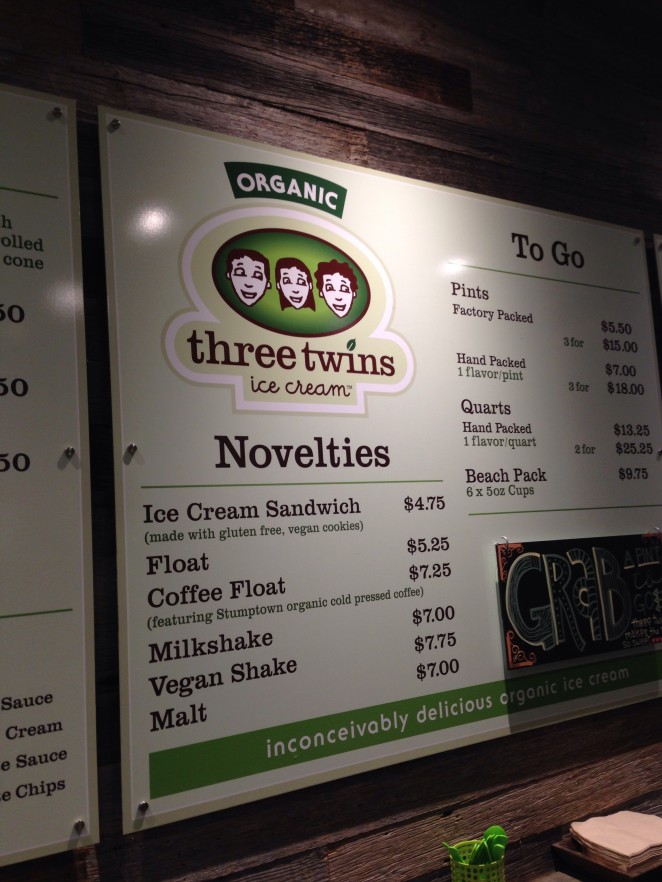 olled
cone
50
50
50
Sauce
Cream
e Sauce
e Chips
ORGANIC
three twins
ice cream™
Novelties
Ice Cream Sandwich $4.75
(made with gluten free, vegan cookies)
Float $5.25
Coffee Float $7.25
(featuring Stumptown organic cold pressed coffee)
Milkshake $7.00
Vegan Shake $7.75
Malt $7.00
To Go
Pints
Factory Packed
$5.50
3 for $15.00
Hand Packed $7.00
1 flavor/pint
3 for $18.00
Quarts
Hand Packed $13.25
1 flavor/quart 2 for $25.25
Beach Pack $9.75
6 x 5oz Cups
GRAB
A PINT
inconceivably delicious organic ice cream